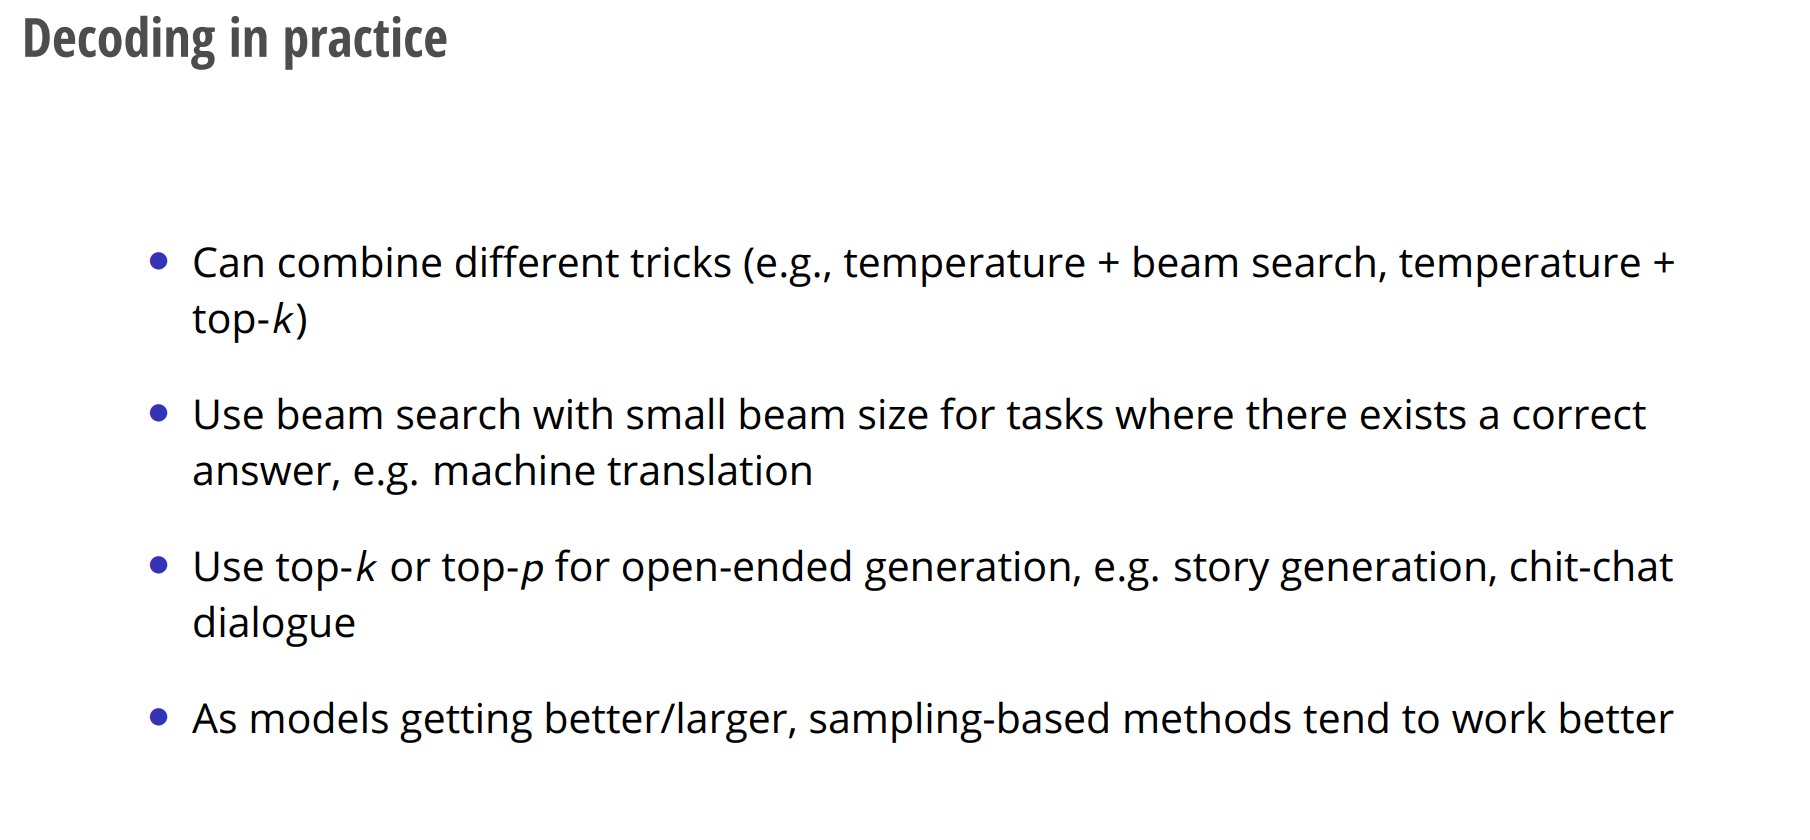 Decoding in practice
• Can combine different tricks (e.g., temperature + beam search, temperature +
top-k)
• Use beam search with small beam size for tasks where there exists a correct
answer, e.g. machine translation
• Use top-k or top-p for open-ended generation, e.g. story generation, chit-chat
dialogue
• As models getting better/larger, sampling-based methods tend to work better